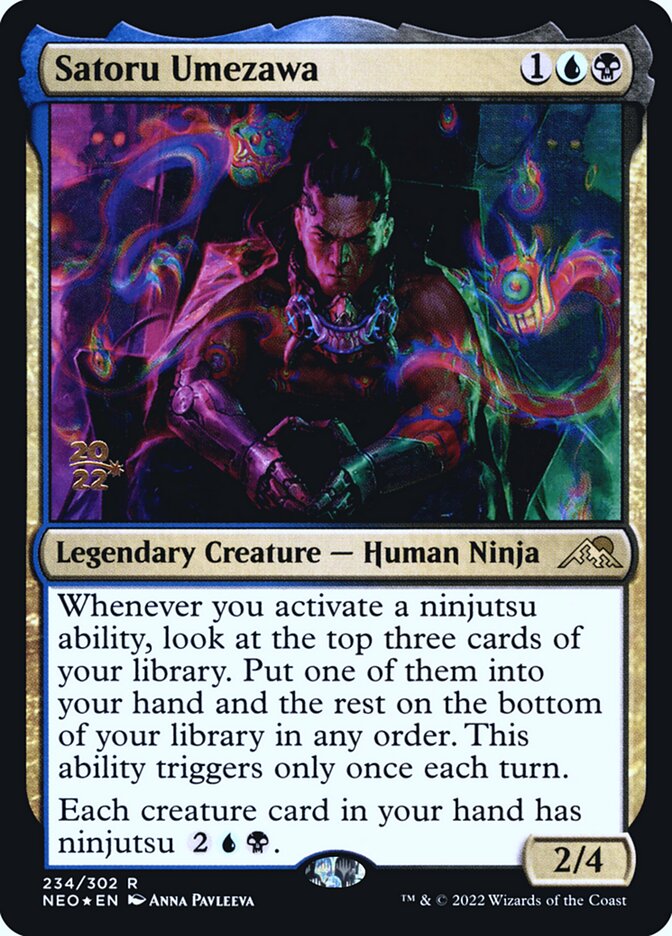 Satoru Umezawa 1
20
22
Legendary Creature — Human Ninja
Whenever you activate a ninjutsu
ability, look at the top three cards of
your library. Put one of them into
your hand and the rest on the bottom
of your library in any order. This
ability triggers only once each turn.
Each creature card in your hand has
ninjutsu 2 .
2/4
234/302 R
NEO★EN Anna Pavleeva
™ & © 2022 Wizards of the Coast